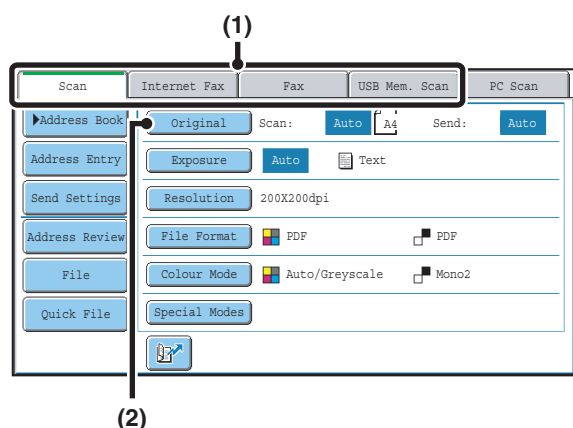 (1)
Scan Internet Fax Fax USB Mem. Scan PC Scan
Address Book Original Scan: Auto A4 Send: Auto
Address Entry Exposure Auto Text
Send Settings Resolution 200X200dpi
Address Review File Format PDF PDF
File Colour Mode Auto/Greyscale Mono2
Quick File Special Modes
(2)